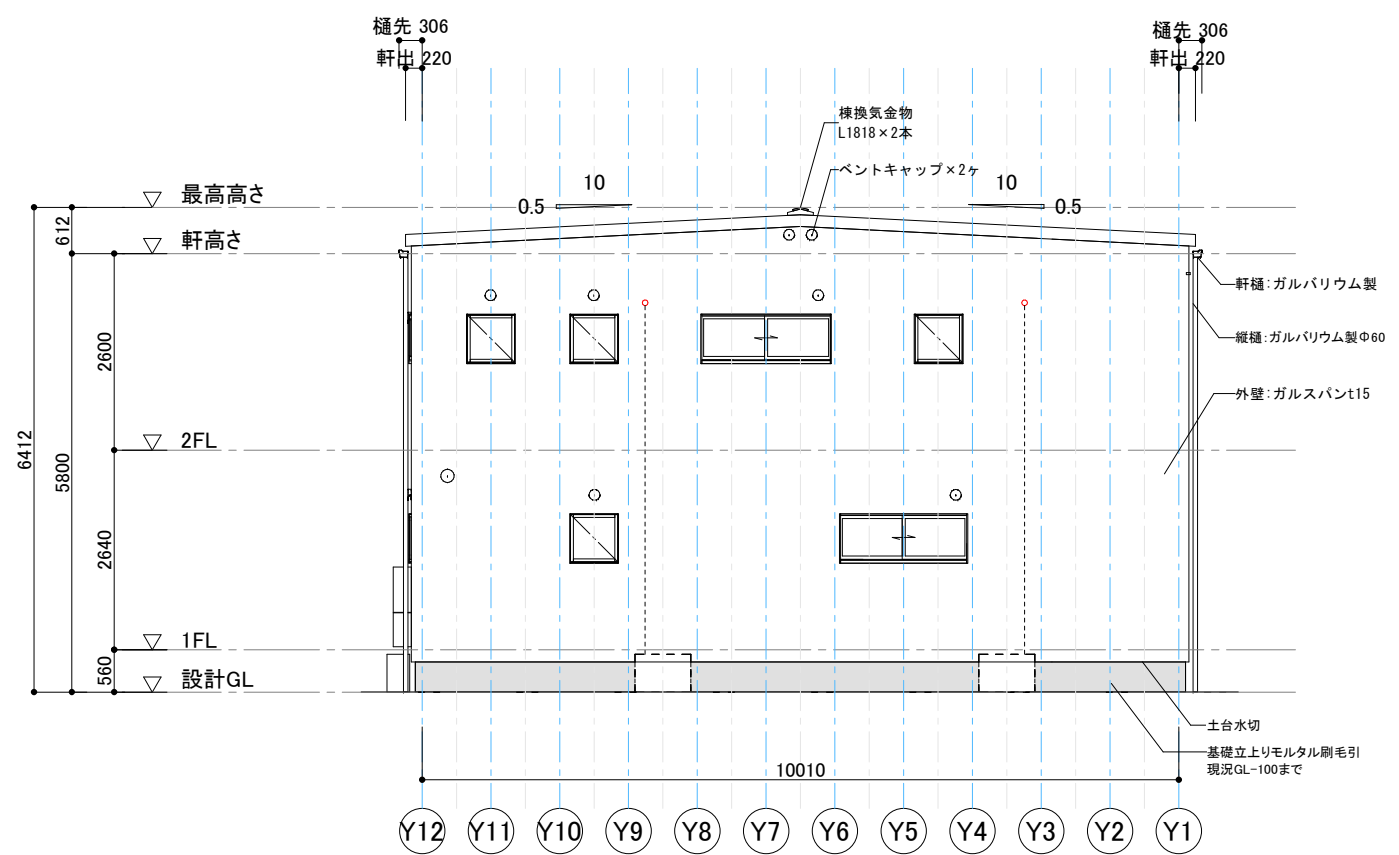 樋先 306
軒出 220
樋先 306
軒出 220
棟換気金物
L1818×2本
ベントキャップ×2ヶ
10
0.5
10
0.5
最高高さ
612
軒高さ
軒樋：ガルバリウム製
縦樋：ガルバリウム製Φ60
外壁：ガルスパンt15
2600
2FL
6412
5800
2640
1FL
560
設計GL
土台水切
基礎立上りモルタル刷毛引
現況GL-100まで
10010
Y12 Y11 Y10 Y9 Y8 Y7 Y6 Y5 Y4 Y3 Y2 Y1